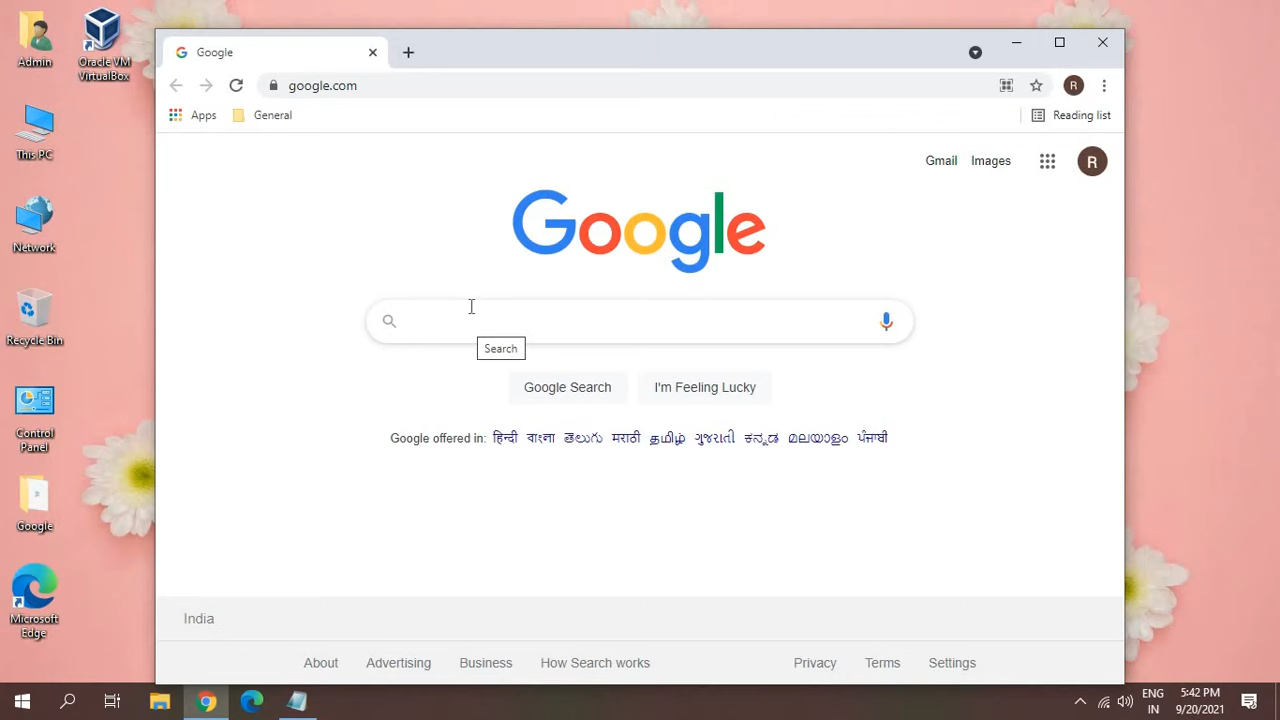 Admin
Oracle VM
VirtualBox
This PC
Network
Recycle Bin
Control
Panel
Google
Microsoft
Edge
Google
google.com
R
Apps
General
Reading list
Gmail
Images
R
Google
Search
Google Search
I'm Feeling Lucky
Google offered in: हिन्दी বাংলা తెలుగు मराठी தமிழ் ગુજરાતી ಕನ್ನಡ മലയാളം ਪੰਜਾਬੀ
India
About
Advertising
Business
How Search works
Privacy
Terms
Settings
ENG
IN
5:42 PM
9/20/2021